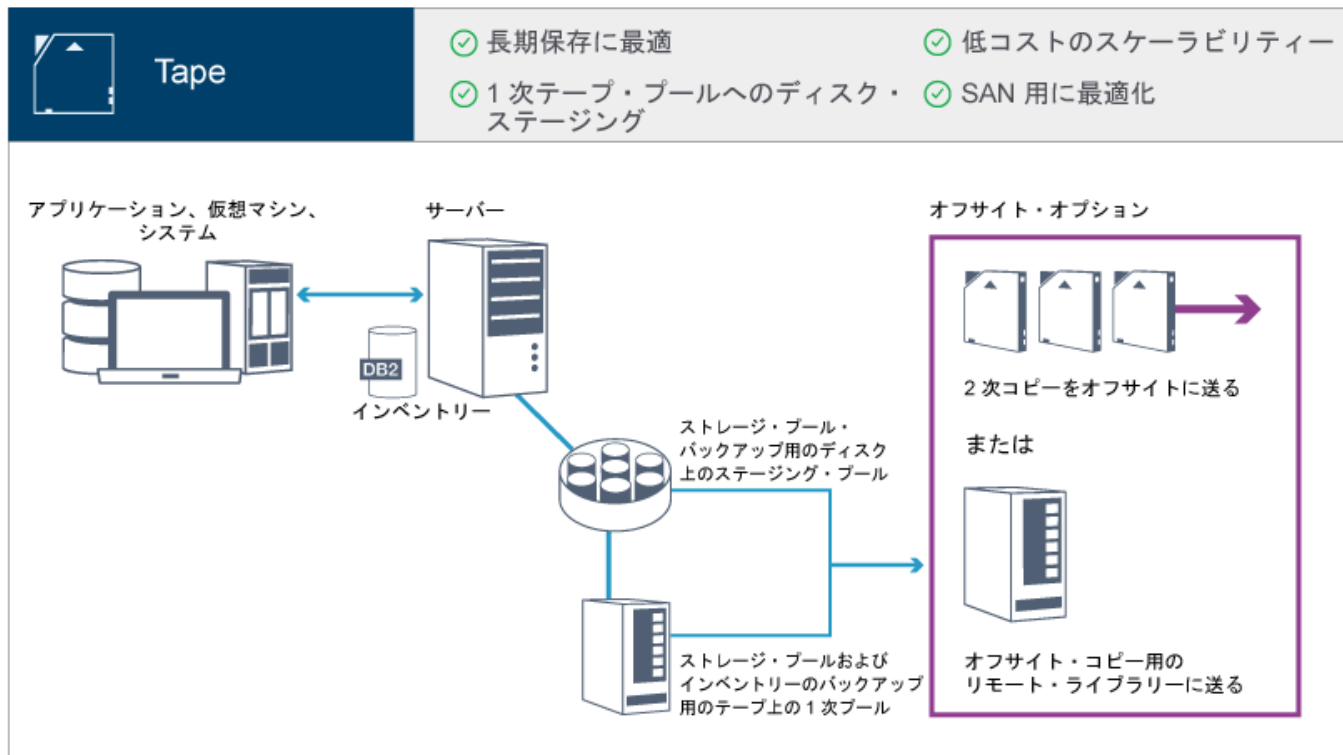 Tape
長期保存に最適
低コストのスケーラビリティー
1 次テープ・プールへのディスク・
ステージング
SAN 用に最適化
アプリケーション、仮想マシン、
システム
サーバー
DB2
インベントリー
ストレージ・プール・
バックアップ用のディスク
上のステージング・プール
ストレージ・プールおよび
インベントリーのバックアップ
用のテープ上の 1 次プール
オフサイト・オプション
2 次コピーをオフサイトに送る
または
オフサイト・コピー用の
リモート・ライブラリーに送る